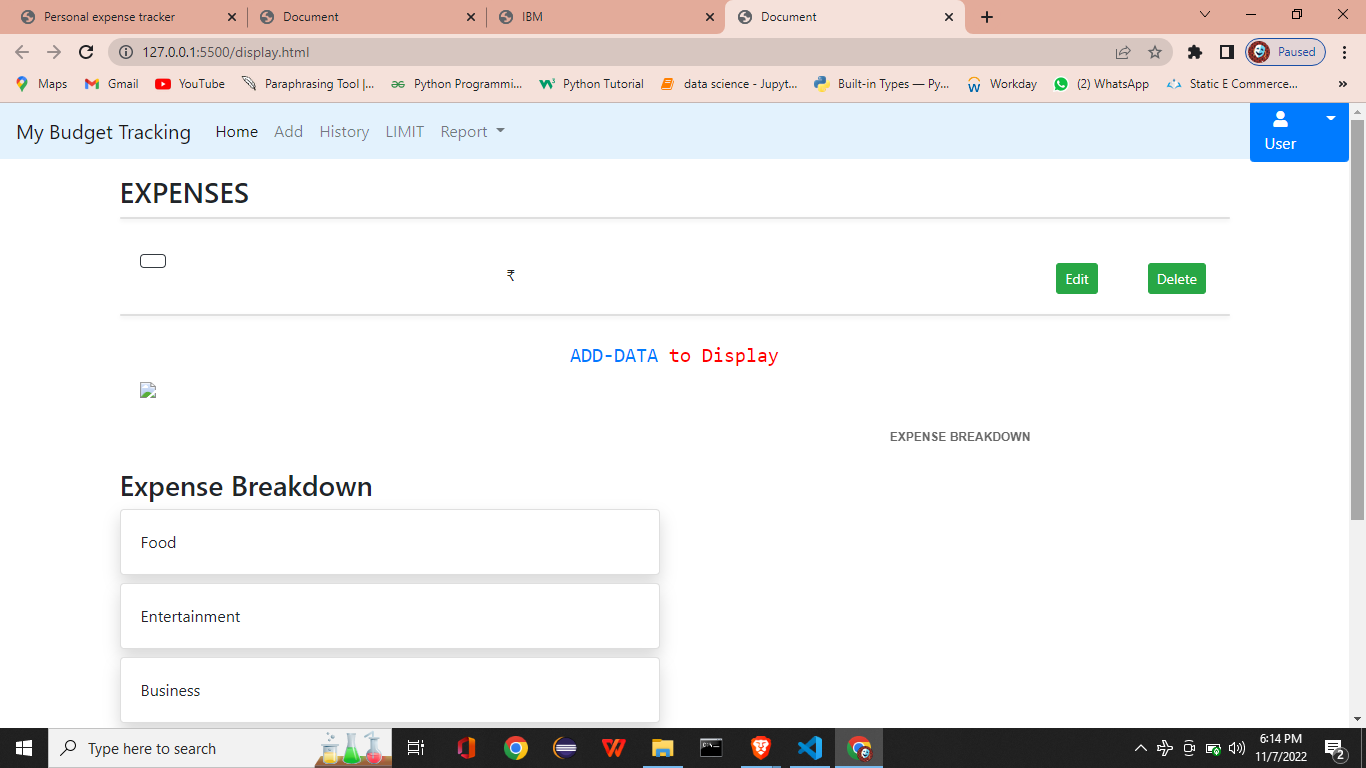 Personal expense tracker
Document
IBM
Document
127.0.0.1:5500/display.html
Paused
Maps
Gmail
YouTube
Paraphrasing Tool |...
Python Programmi...
Python Tutorial
data science - Jupyt...
Built-in Types — Py...
Workday
(2) WhatsApp
Static E Commerce...
»
My Budget Tracking
Home
Add
History
LIMIT
Report
User
EXPENSES
₹
Edit
Delete
ADD-DATA to Display
EXPENSE BREAKDOWN
Expense Breakdown
Food
Entertainment
Business
Type here to search
6:14 PM
11/7/2022
2